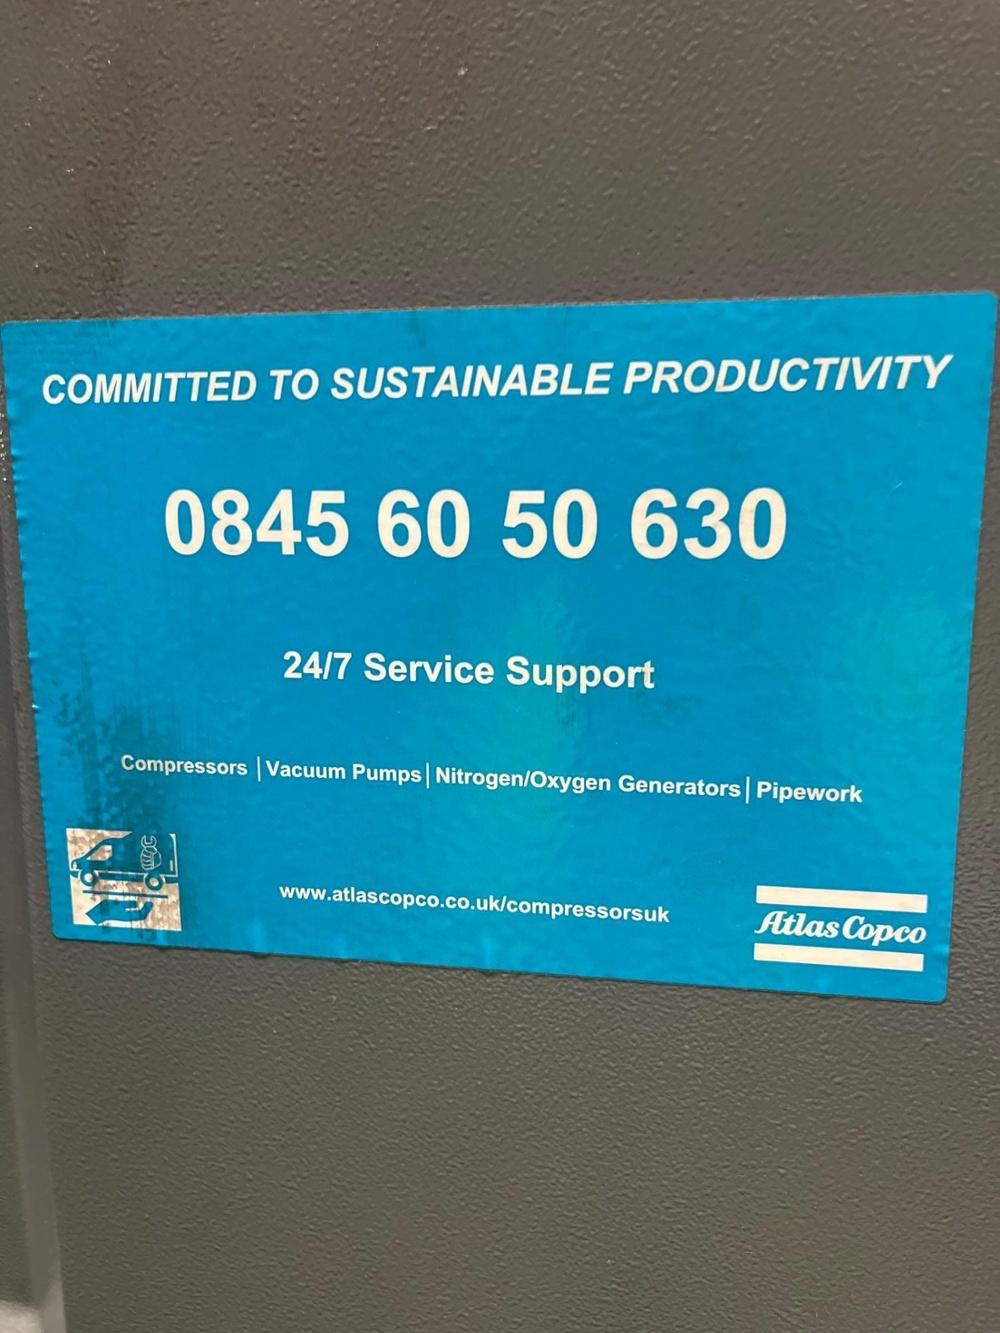 COMMITTED TO SUSTAINABLE PRODUCTIVITY
0845 60 50 630
24/7 Service Support
Compressors | Vacuum Pumps | Nitrogen/Oxygen Generators | Pipework
www.atlascopco.co.uk/compressorsuk
Atlas Copco